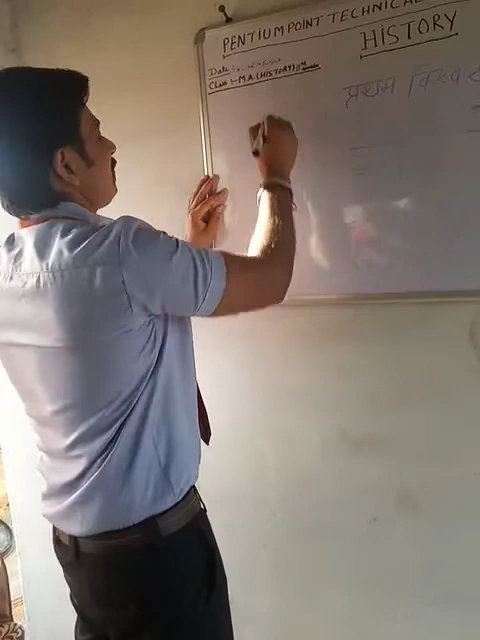 PENTIUM POINT TECHNICAL
HISTORY
Date :-
Class :- M.A. (HISTORY)
प्रथम विश्व